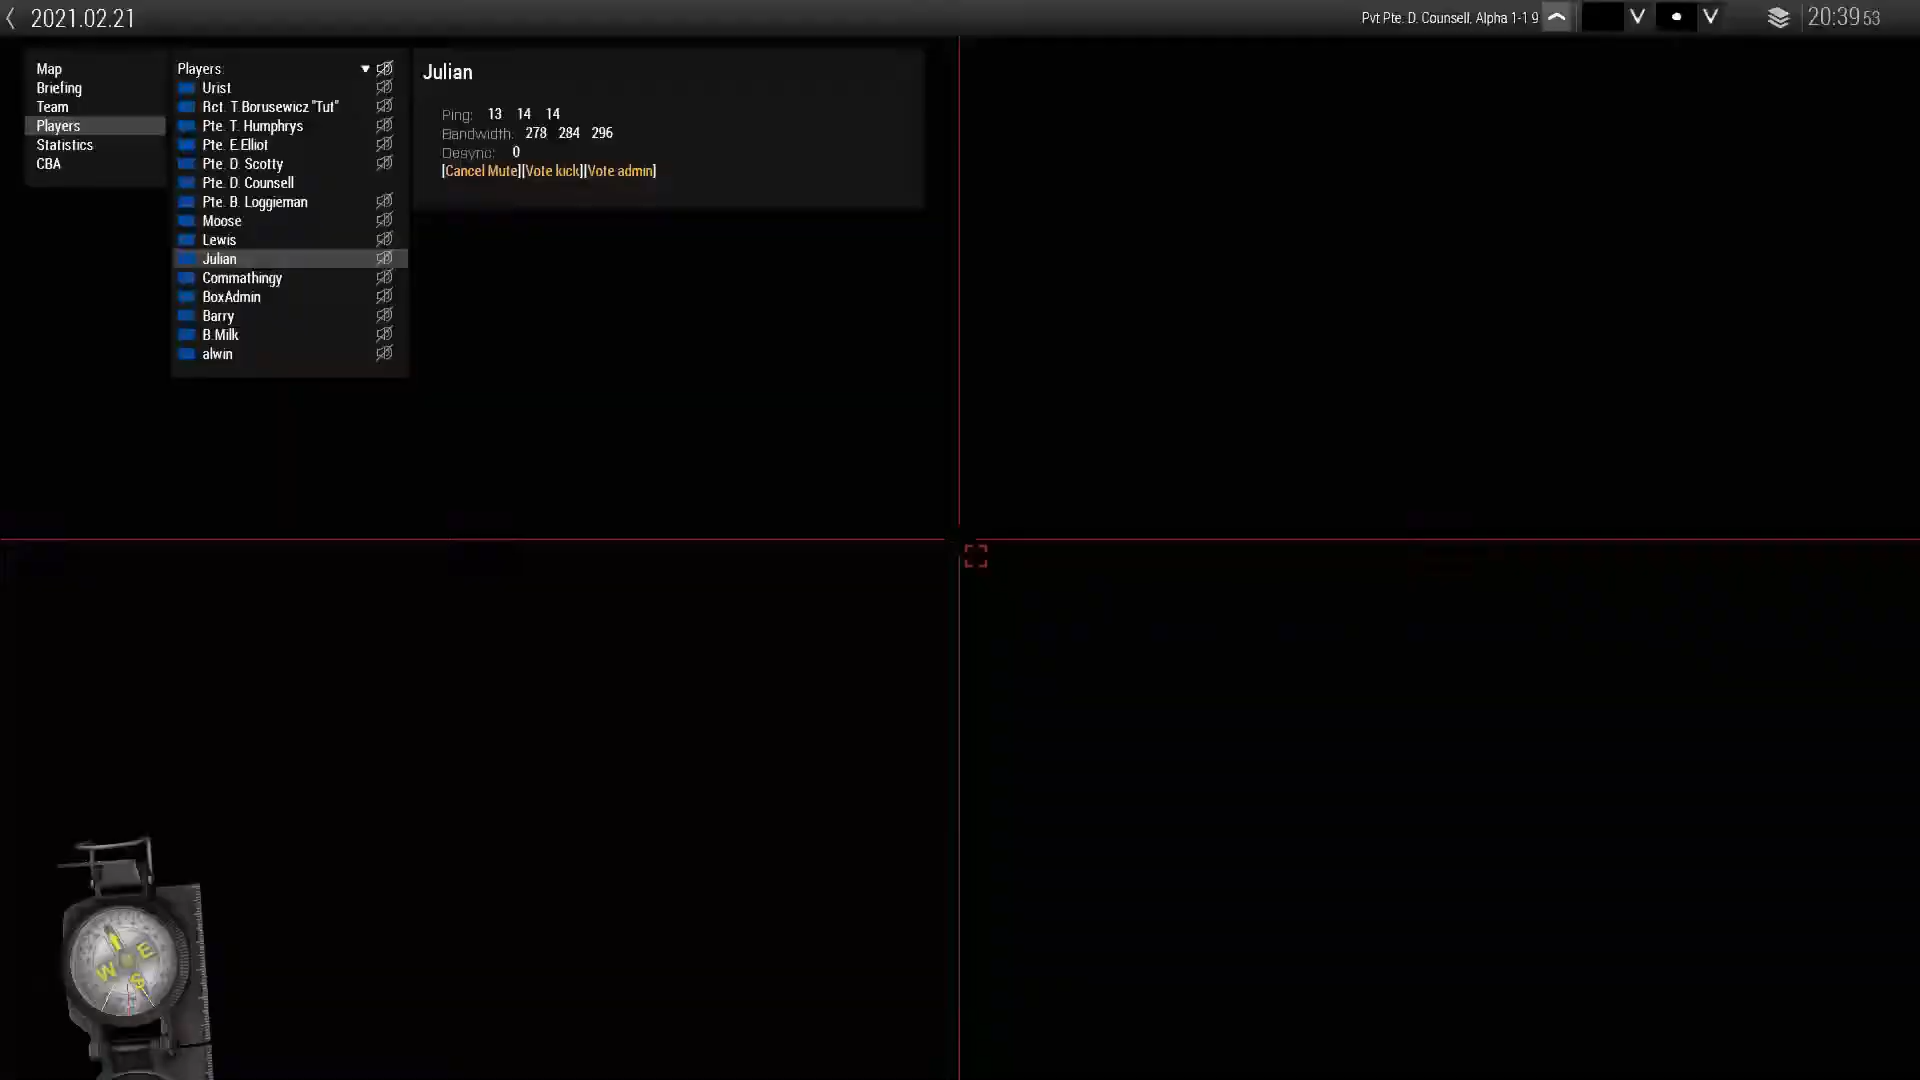 2021.02.21
Pvt Pte. D. Counsell, Alpha 1-1 9
20:39 53
Map
Briefing
Team
Players
Statistics
CBA
Players
Urist
Rct. T.Borusewicz "Tut"
Pte. T. Humphrys
Pte. E.Elliot
Pte. D. Scotty
Pte. D. Counsell
Pte. B. Loggieman
Moose
Lewis
Julian
Commathingy
BoxAdmin
Barry
B.Milk
alwin
Julian
Ping: 13 14 14
Bandwidth: 278 284 296
Desync: 0
[Cancel Mute][Vote kick][Vote admin]
E
W
S